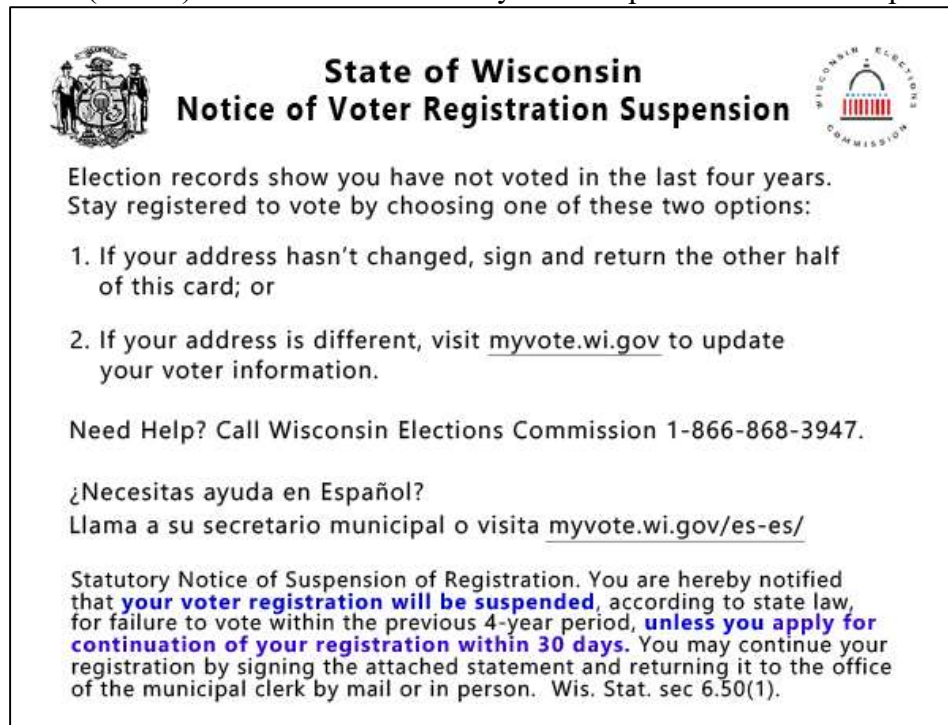 State of Wisconsin
Notice of Voter Registration Suspension
WISCONSIN ELECTIONS COMMISSION
Election records show you have not voted in the last four years.
Stay registered to vote by choosing one of these two options:
1. If your address hasn't changed, sign and return the other half
of this card; or
2. If your address is different, visit myvote.wi.gov to update
your voter information.
Need Help? Call Wisconsin Elections Commission 1-866-868-3947.
¿Necesitas ayuda en Español?
Llama a su secretario municipal o visita myvote.wi.gov/es-es/
Statutory Notice of Suspension of Registration. You are hereby notified
that your voter registration will be suspended, according to state law,
for failure to vote within the previous 4-year period, unless you apply for
continuation of your registration within 30 days. You may continue your
registration by signing the attached statement and returning it to the office
of the municipal clerk by mail or in person. Wis. Stat. sec 6.50(1).